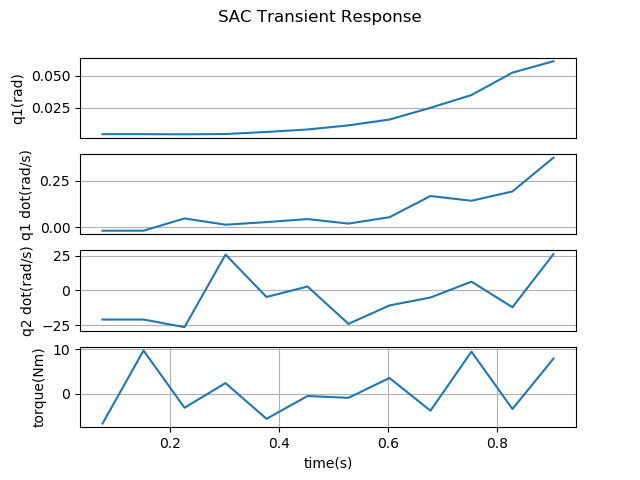 SAC Transient Response
q1(rad)
0.050
0.025
q1 dot(rad/s)
0.25
0.00
q2 dot(rad/s)
25
0
−25
torque(Nm)
10
0
0.2 0.4 0.6 0.8
time(s)